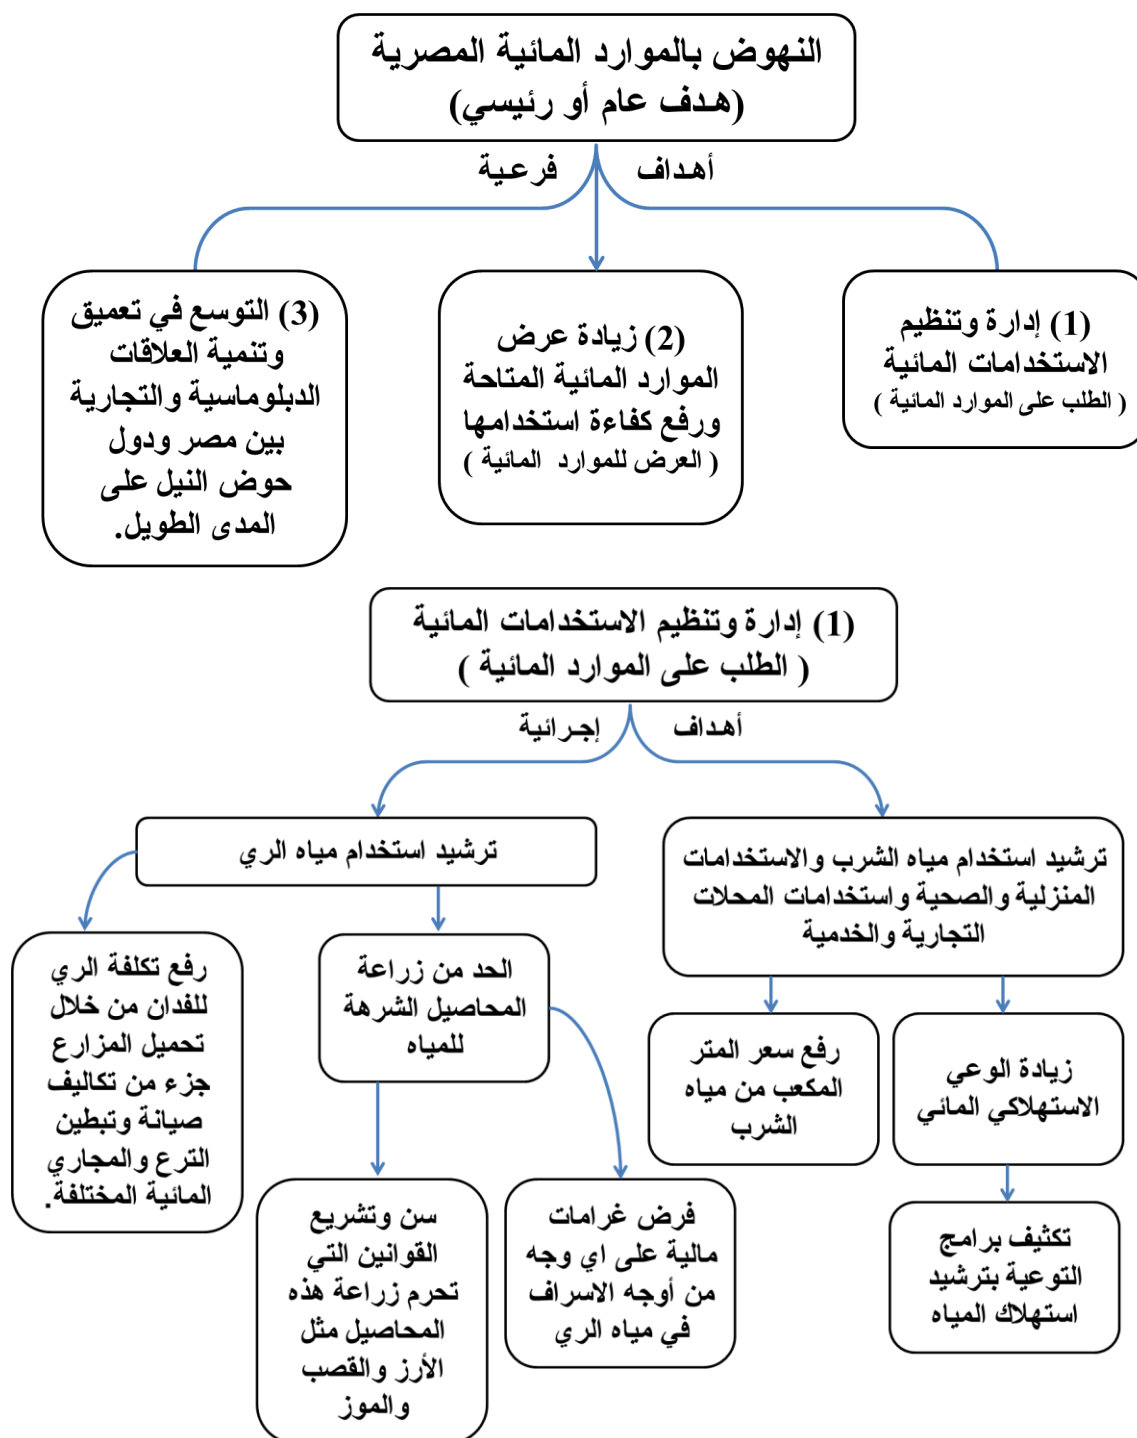 النهوض بالموارد المائية المصرية
(هدف عام أو رئيسي)
أهداف فرعية
(1) إدارة وتنظيم
الاستخدامات المائية
( الطلب على الموارد المائية )
(2) زيادة عرض
الموارد المائية المتاحة
ورفع كفاءة استخدامها
( العرض للموارد المائية )
(3) التوسع في تعميق
وتنمية العلاقات
الدبلوماسية والتجارية
بين مصر ودول
حوض النيل على
المدى الطويل.
(1) إدارة وتنظيم الاستخدامات المائية
( الطلب على الموارد المائية )
أهداف إجرائية
ترشيد استخدام مياه الشرب والاستخدامات
المنزلية والصحية واستخدامات المحلات
التجارية والخدمية
ترشيد استخدام مياه الري
زيادة الوعي
الاستهلاكي المائي
رفع سعر المتر
المكعب من مياه
الشرب
الحد من زراعة
المحاصيل الشرهة
للمياه
رفع تكلفة الري
للفدان من خلال
تحميل المزارع
جزء من تكاليف
صيانة وتبطين
الترع والمجاري
المائية المختلفة.
تكثيف برامج
التوعية بترشيد
استهلاك المياه
فرض غرامات
مالية على اي وجه
من أوجه الاسراف
في مياه الري
سن وتشريع
القوانين التي
تحرم زراعة هذه
المحاصيل مثل
الأرز والقصب
والموز